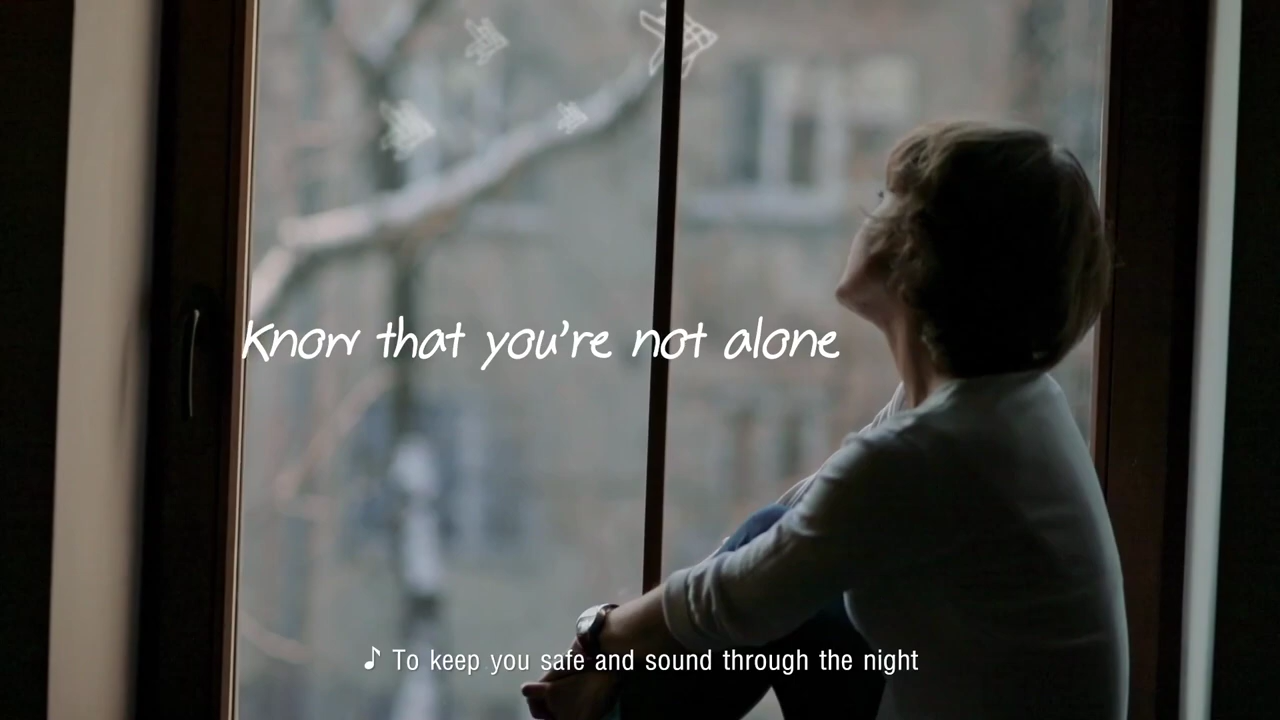 Know that you're not alone
♪ To keep you safe and sound through the night